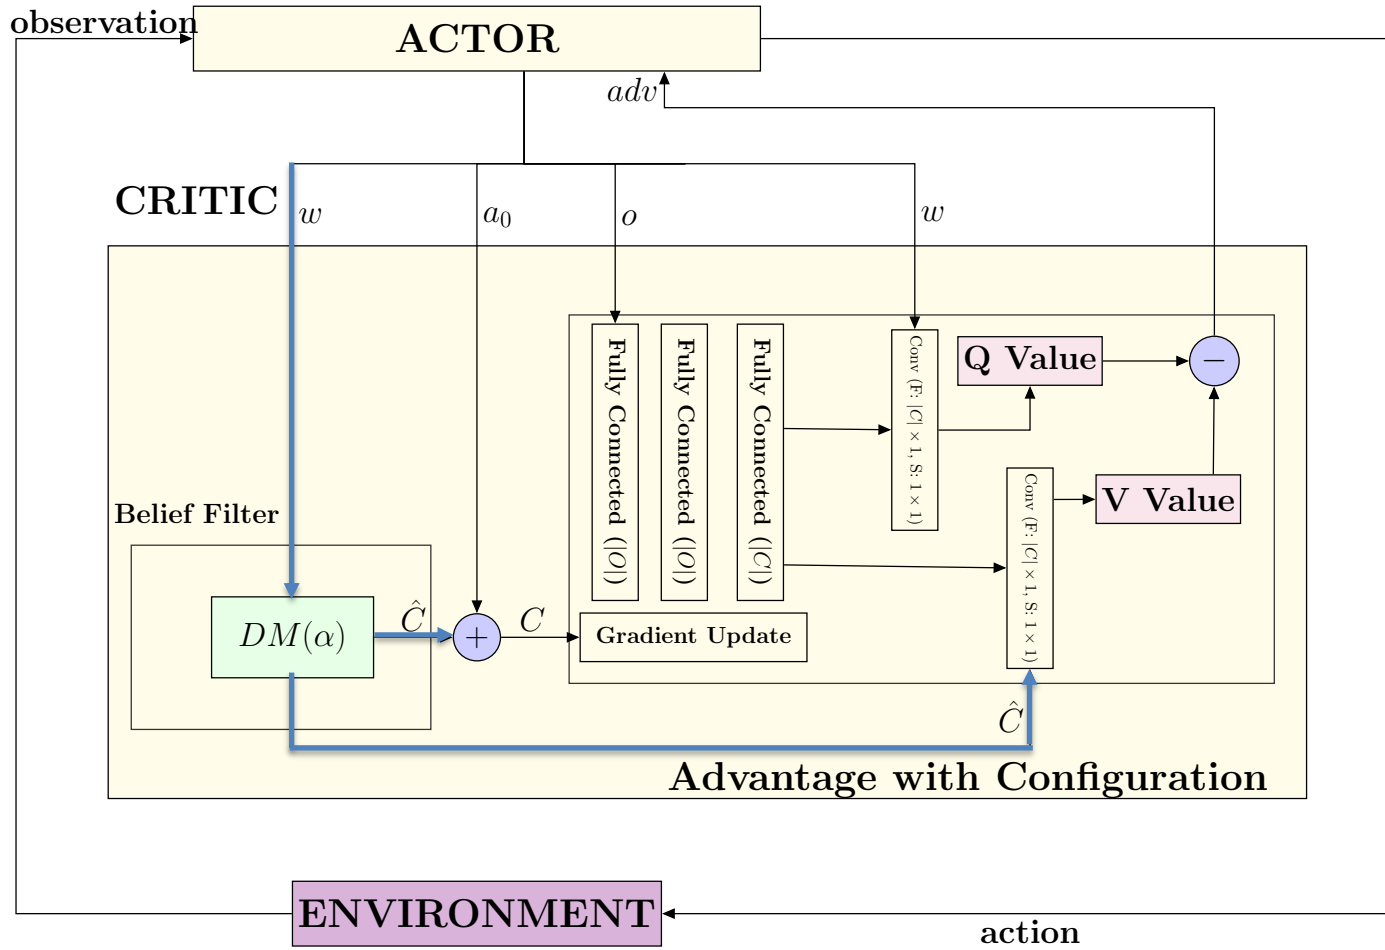 observation
ACTOR
adv
CRITIC
w
a₀
o
w
Fully Connected (|O|)
Fully Connected (|O|)
Fully Connected (|C|)
Conv (F: |C| × 1, S: 1 × 1)
Q Value
−
Conv (F: |C| × 1, S: 1 × 1)
V Value
Belief Filter
DM(α)
Ĉ
+
C
Gradient Update
Ĉ
Advantage with Configuration
ENVIRONMENT
action